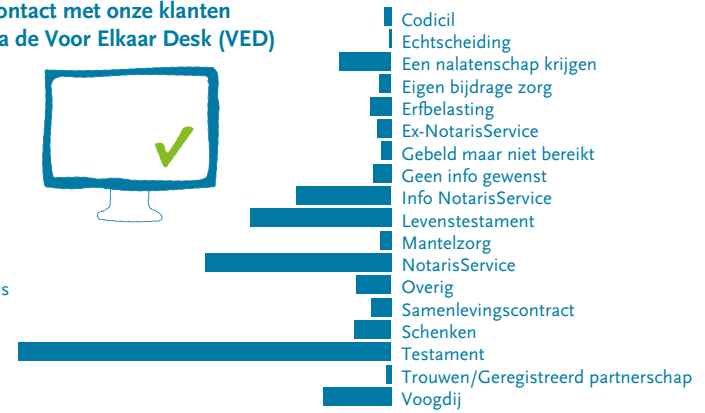 ontact met onze klanten
a de Voor Elkaar Desk (VED)
Codicil
Echtscheiding
Een nalatenschap krijgen
Eigen bijdrage zorg
Erfbelasting
Ex-NotarisService
Gebeld maar niet bereikt
Geen info gewenst
Info NotarisService
Levenstestament
Mantelzorg
NotarisService
s
Overig
Samenlevingscontract
Schenken
Testament
Trouwen/Geregistreerd partnerschap
Voogdij